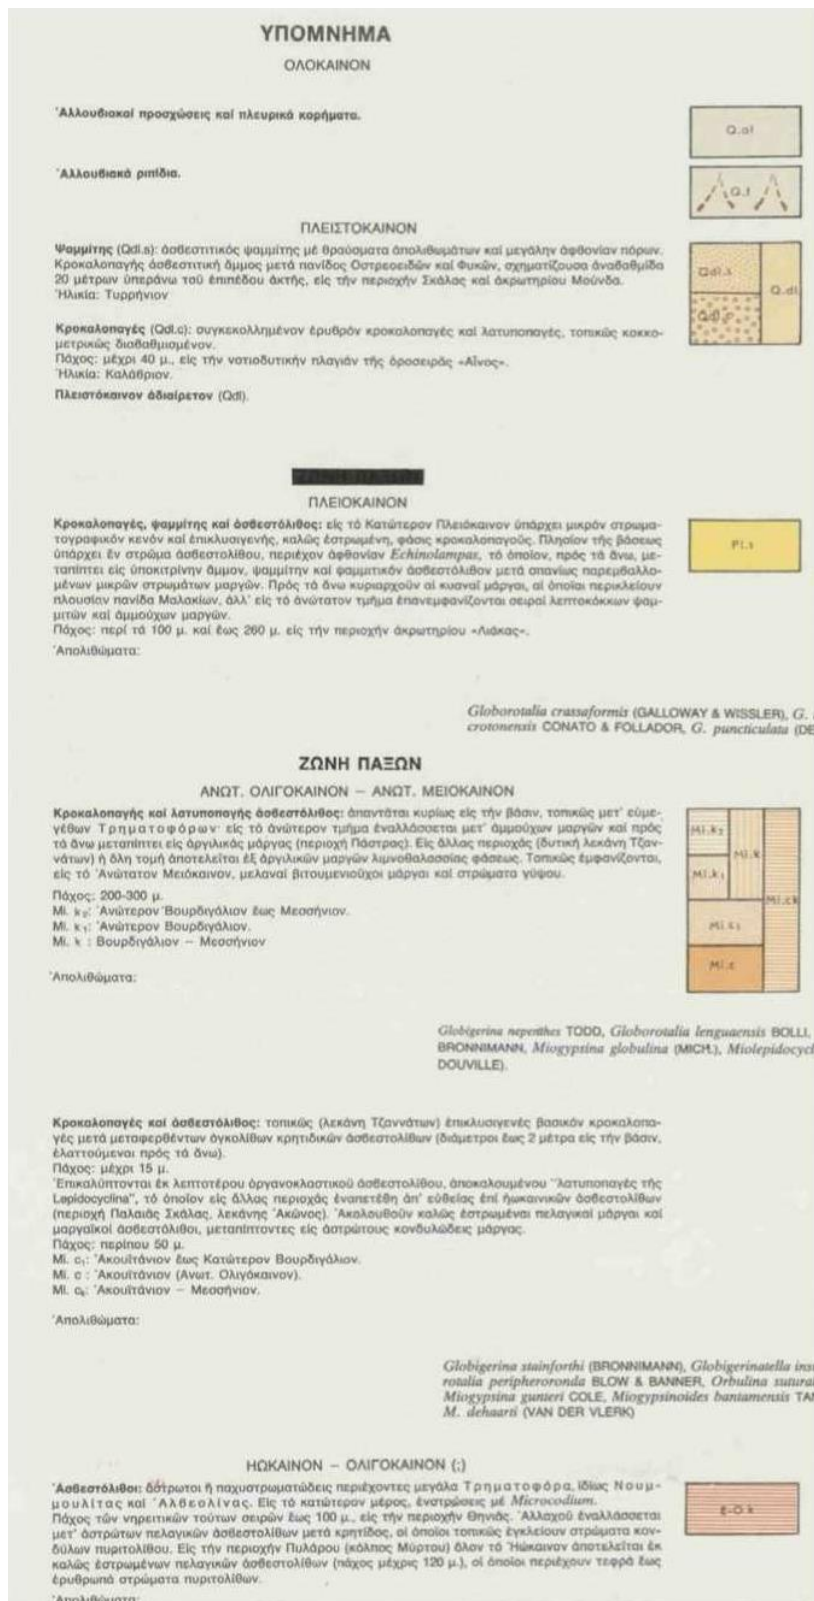 ΥΠΟΜΝΗΜΑ
ΟΛΟΚΑΙΝΟΝ
Ἀλλουβιακαί προσχώσεις καί πλευρικά κορήματα.
Q.al
Ἀλλουβιακά ριπίδια.
Q.f
ΠΛΕΙΣΤΟΚΑΙΝΟΝ
Ψαμμίτης (Qdl.s): ἀσβεστιτικός ψαμμίτης μέ θραύσματα ἀπολιθωμάτων καί μεγάλην ἀφθονίαν πόρων.
Κροκαλοπαγής ἀσβεστιτική ἄμμος μετά πανίδος Οστρεοειδῶν καί Φυκῶν, σχηματίζουσα ἀναβαθμίδα
20 μέτρων ὑπεράνω τοῦ ἐπιπέδου ἀκτῆς, εἰς τήν περιοχήν Σκάλας καί ἀκρωτηρίου Μούνδα.
Ἡλικία: Τυρρήνιον
Qdl.s
Q.dl
Κροκαλοπαγές (Qdl.c): συγκεκολλημένον ἐρυθρόν κροκαλοπαγές καί λατυποπαγές, τοπικῶς κοκκο-
μετρικῶς διαβαθμισμένον.
Πάχος: μέχρι 40 μ., εἰς τήν νοτιοδυτική πλαγιάν τῆς ὀροσειρᾶς «Αἶνος».
Ἡλικία: Καλάβριον.
Πλειστόκαινον ἀδιαίρετον (Qdl).
ΠΛΕΙΟΚΑΙΝΟΝ
Κροκαλοπαγές, ψαμμίτης καί ἀσβεστόλιθος: εἰς τό Κατώτερον Πλειόκαινον ὑπάρχει μικρόν στρωμα-
τογραφικόν κενόν καί ἐπικλυσιγενής, καλῶς ἐστρωμένη, φάσις κροκαλοπαγοῦς. Πλησίον τῆς βάσεως
ὑπάρχει ἕν στρῶμα ἀσβεστολίθου, περιέχον ἀφθονίαν Echinolampas, τό ὁποῖον, πρός τά ἄνω, με-
ταπίπτει εἰς ὑποκιτρίνην ἄμμον, ψαμμίτην καί ψαμμιτικόν ἀσβεστόλιθον μετά σπανίως παρεμβαλλο-
μένων μικρῶν στρωμάτων μαργῶν. Πρός τά ἄνω κυριαρχοῦν αἱ κυαναί μάργαι, αἱ ὁποῖαι περικλείουν
πλουσίαν πανίδα Μαλακίων, ἀλλ' εἰς τό ἀνώτατον τμῆμα ἐπανεμφανίζονται σειραί λεπτοκόκκων ψαμ-
μιτῶν καί ἀμμούχων μαργῶν.
Πάχος: περί τά 100 μ. καί ἕως 260 μ. εἰς τήν περιοχήν ἀκρωτηρίου «Λιάκας».
Pl.s
Ἀπολιθώματα:
Globorotalia crassaformis (GALLOWAY & WISSLER), G.
crotonensis CONATO & FOLLADOR, G. puncticulata (DE
ΖΩΝΗ ΠΑΞΩΝ
ΑΝΩΤ. ΟΛΙΓΟΚΑΙΝΟΝ – ΑΝΩΤ. ΜΕΙΟΚΑΙΝΟΝ
Κροκαλοπαγής καί λατυποπαγής ἀσβεστόλιθος: ἀπαντᾶται κυρίως εἰς τήν βάσιν, τοπικῶς μετ' εὐμε-
γέθων Τρηματοφόρων· εἰς τό ἀνώτερον τμῆμα ἐναλλάσσεται μετ' ἀμμούχων μαργῶν καί πρός
τά ἄνω μεταπίπτει εἰς ἀργιλικάς μάργας (περιοχή Πάστρας). Εἰς ἄλλας περιοχάς (δυτική λεκάνη Τζαν-
νάτων) ἡ ὅλη τομή ἀποτελεῖται ἐξ ἀργιλικῶν μαργῶν λιμνοθαλασσίας φάσεως. Τοπικῶς ἐμφανίζονται,
εἰς τό Ἀνώτατον Μειόκαινον, μελαναί βιτουμενιοῦχοι μάργαι καί στρώματα γύψου.
Πάχος: 200-300 μ.
Mi. k₂: Ἀνώτερον Βουρδιγάλιον ἕως Μεσσήνιον.
Mi. k₁: Ἀνώτερον Βουρδιγάλιον.
Mi. k : Βουρδιγάλιον – Μεσσήνιον
Mi.k₂
Mi.k
Mi.k₁
Mi.ck
Mi.c₁
Mi.c
Ἀπολιθώματα:
Globigerina nepenthes TODD, Globorotalia lenguaensis BOLLI,
BRONNIMANN, Miogypsina globulina (MICH.), Miolepidocycl
DOUVILLE).
Κροκαλοπαγές καί ἀσβεστόλιθος: τοπικῶς (λεκάνη Τζαννάτων) ἐπικλυσιγενές βασικόν κροκαλοπα-
γές μετά μεταφερθέντων ὀγκολίθων κρητιδικῶν ἀσβεστολίθων (διάμετροι ἕως 2 μέτρα εἰς τήν βάσιν,
ἐλαττούμεναι πρός τά ἄνω).
Πάχος: μέχρι 15 μ.
Ἐπικαλύπτονται ἐκ λεπτοτέρου ὀργανοκλαστικοῦ ἀσβεστολίθου, ἀποκαλουμένου "λατυποπαγές τῆς
Lepidocyclina", τό ὁποῖον εἰς ἄλλας περιοχάς ἐναπετέθη ἀπ' εὐθείας ἐπί ἠωκαινικῶν ἀσβεστολίθων
(περιοχή Παλαιᾶς Σκάλας, λεκάνης Ἀκώνος). Ἀκολουθοῦν καλῶς ἐστρωμέναι πελαγικαί μάργαι καί
μαργαϊκοί ἀσβεστόλιθοι, μεταπίπτοντες εἰς ἀστρώτους κονδυλώδεις μάργας.
Πάχος: περίπου 50 μ.
Mi. c₁: Ἀκουϊτάνιον ἕως Κατώτερον Βουρδιγάλιον.
Mi. c : Ἀκουϊτάνιον (Ανωτ. Ολιγόκαινον).
Mi. cₖ: Ἀκουϊτάνιον – Μεσσήνιον.
Ἀπολιθώματα:
Globigerina stainforthi (BRONNIMANN), Globigerinatella insu
rotalia peripheroronda BLOW & BANNER, Orbulina sutura
Miogypsina gunteri COLE, Miogypsinoides bantamensis TAN
M. dehaarti (VAN DER VLERK)
ΗΩΚΑΙΝΟΝ – ΟΛΙΓΟΚΑΙΝΟΝ (;)
Ἀσβεστόλιθοι: ἄστρωτοι ἤ παχυστρωματώδεις περιέχοντες μεγάλα Τρηματοφόρα, ἰδίως Νουμ-
μουλίτας καί Ἀλβεολίνας. Εἰς τό κατώτερον μέρος, ἐνστρώσεις μέ Microcodium.
Πάχος τῶν νηρειτικῶν τούτων σειρῶν ἕως 100 μ., εἰς τήν περιοχήν Θηνιᾶς. Ἀλλαχοῦ ἐναλλάσσεται
μετ' ἀστρώτων πελαγικῶν ἀσβεστολίθων μετά κρητίδος, οἱ ὁποῖοι τοπικῶς ἐγκλείουν στρώματα κον-
δύλων πυριτολίθου. Εἰς τήν περιοχήν Πυλάρου (κόλπος Μύρτου) ὅλον τό Ἠώκαινον ἀποτελεῖται ἐκ
καλῶς ἐστρωμένων πελαγικῶν ἀσβεστολίθων (πάχος μέχρις 120 μ.), οἱ ὁποῖοι περιέχουν τεφρά ἕως
ἐρυθρωπά στρώματα πυριτολίθων.
E-O.k
Ἀπολιθώματα: